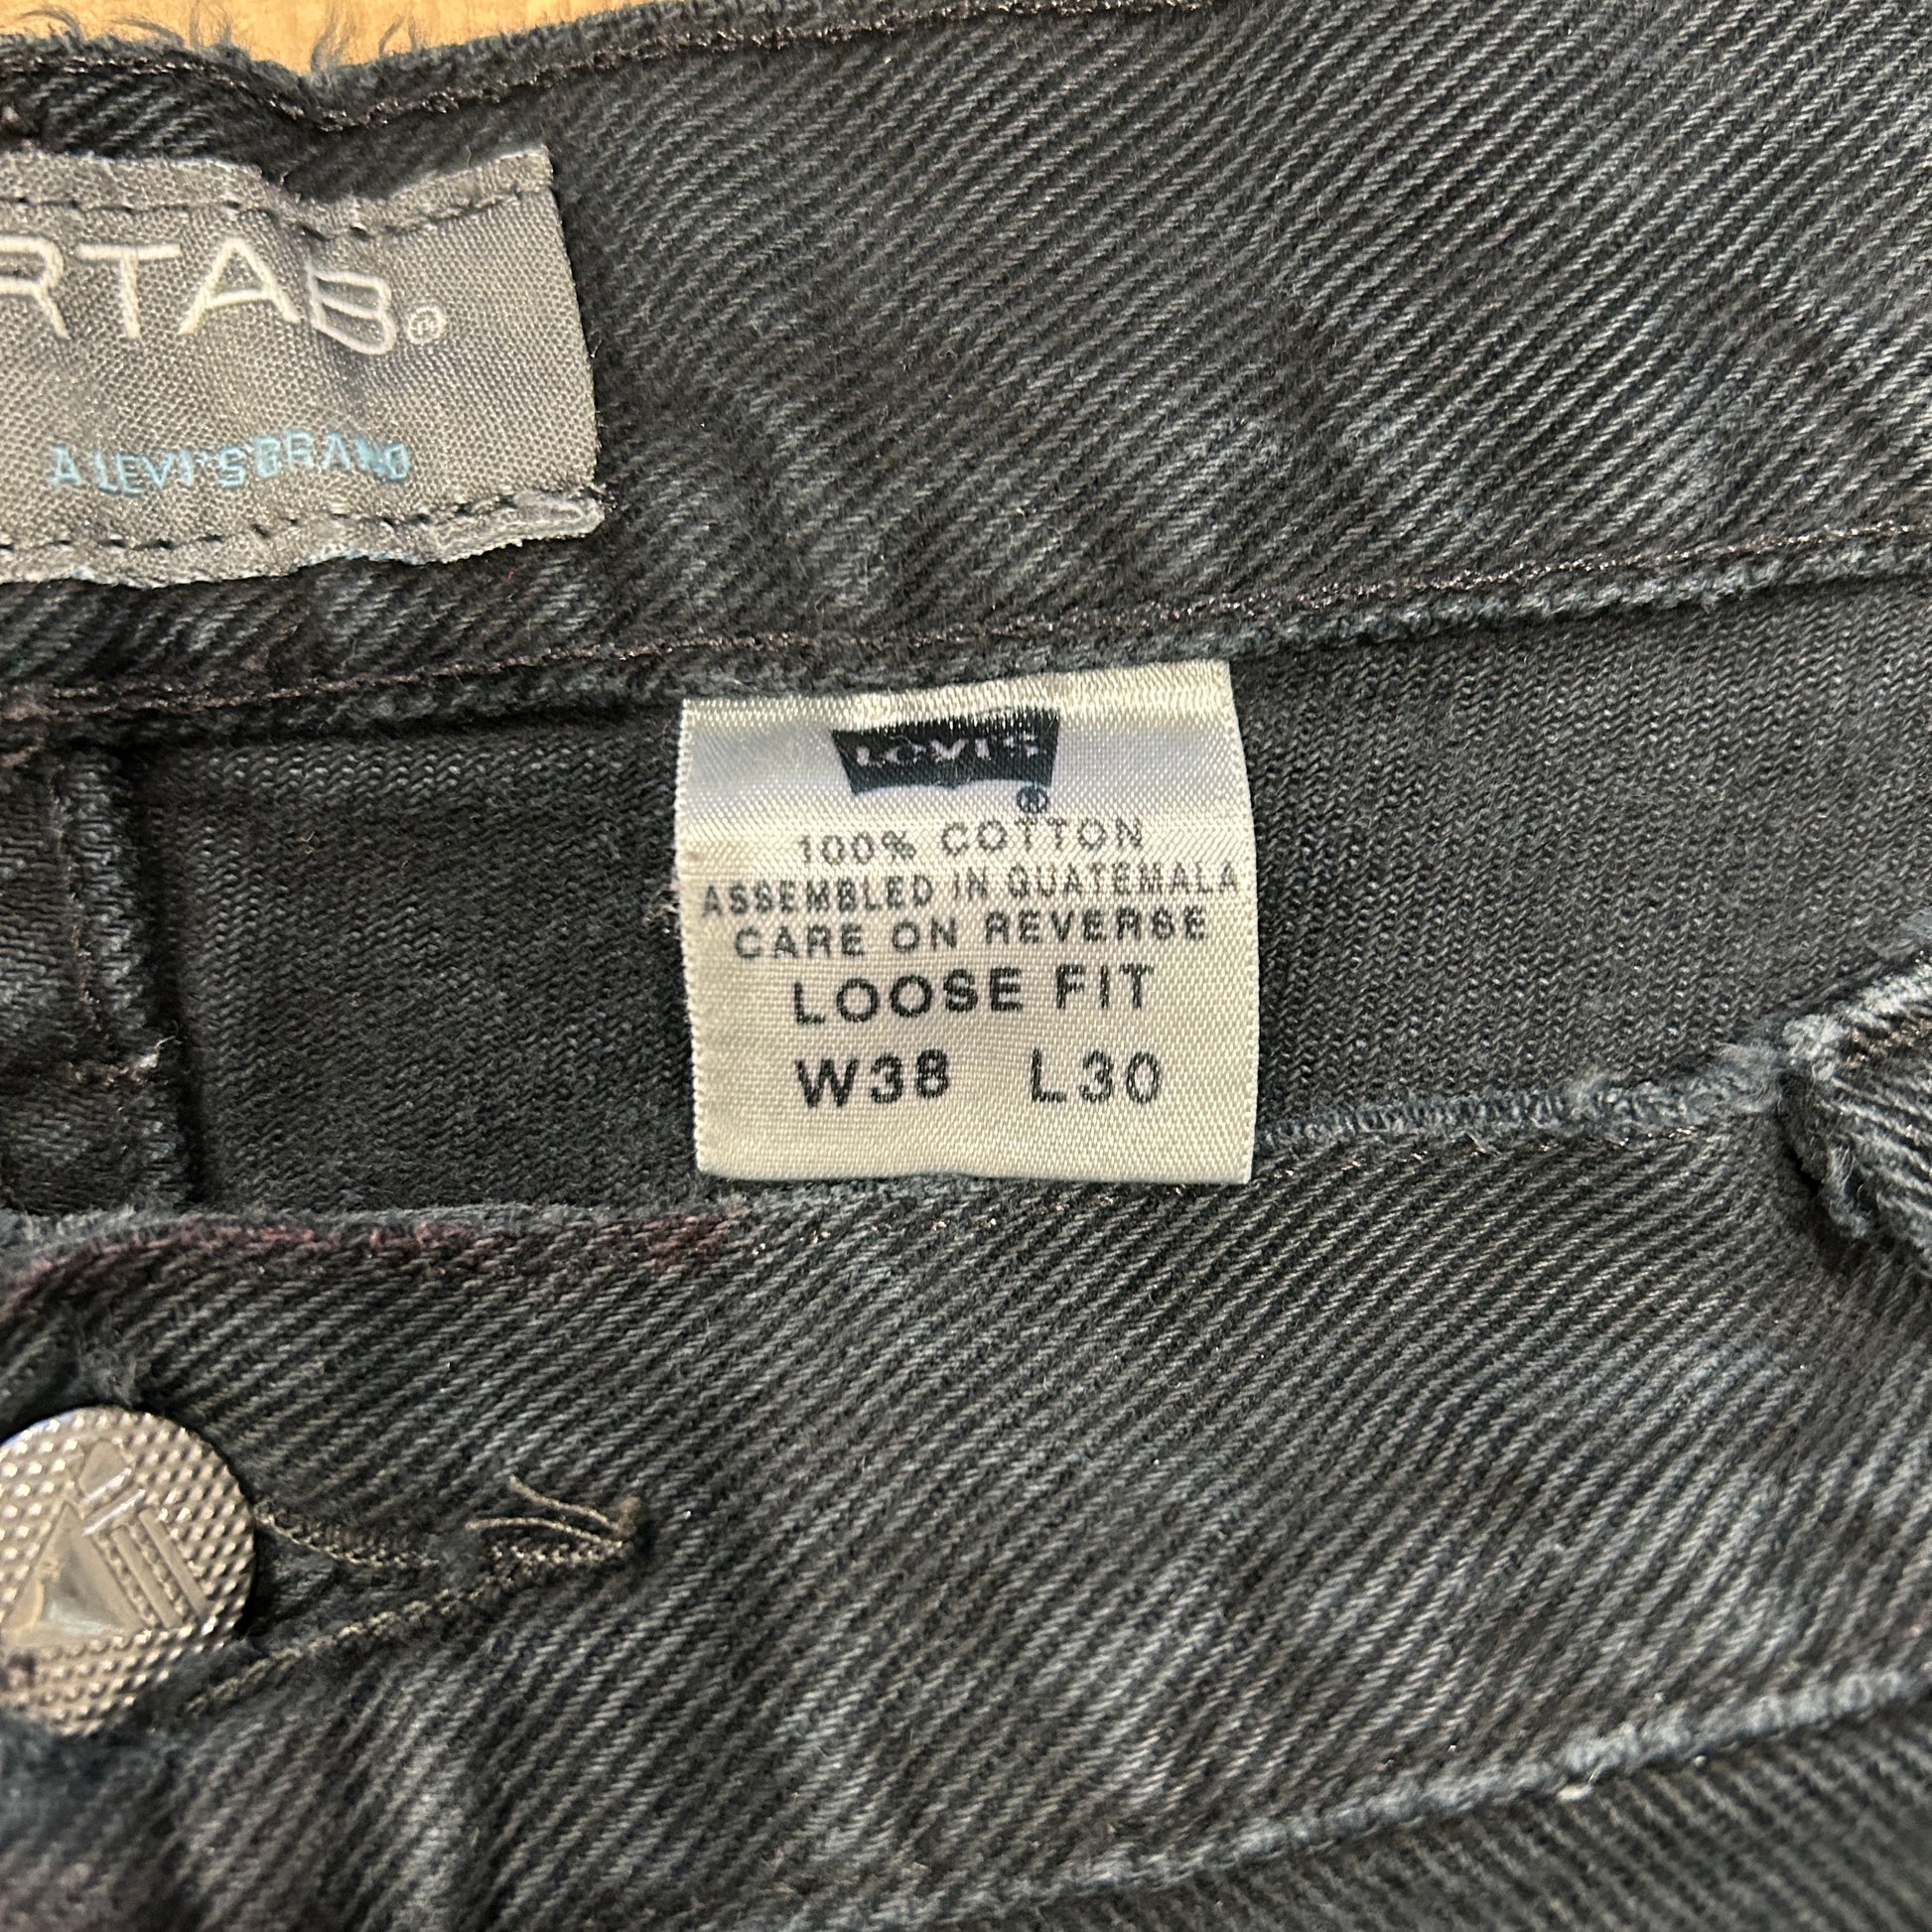 RTAB®
A LEVI'S BRAND
LEVI'S®
100% COTTON
ASSEMBLED IN GUATEMALA
CARE ON REVERSE
LOOSE FIT
W38 L30